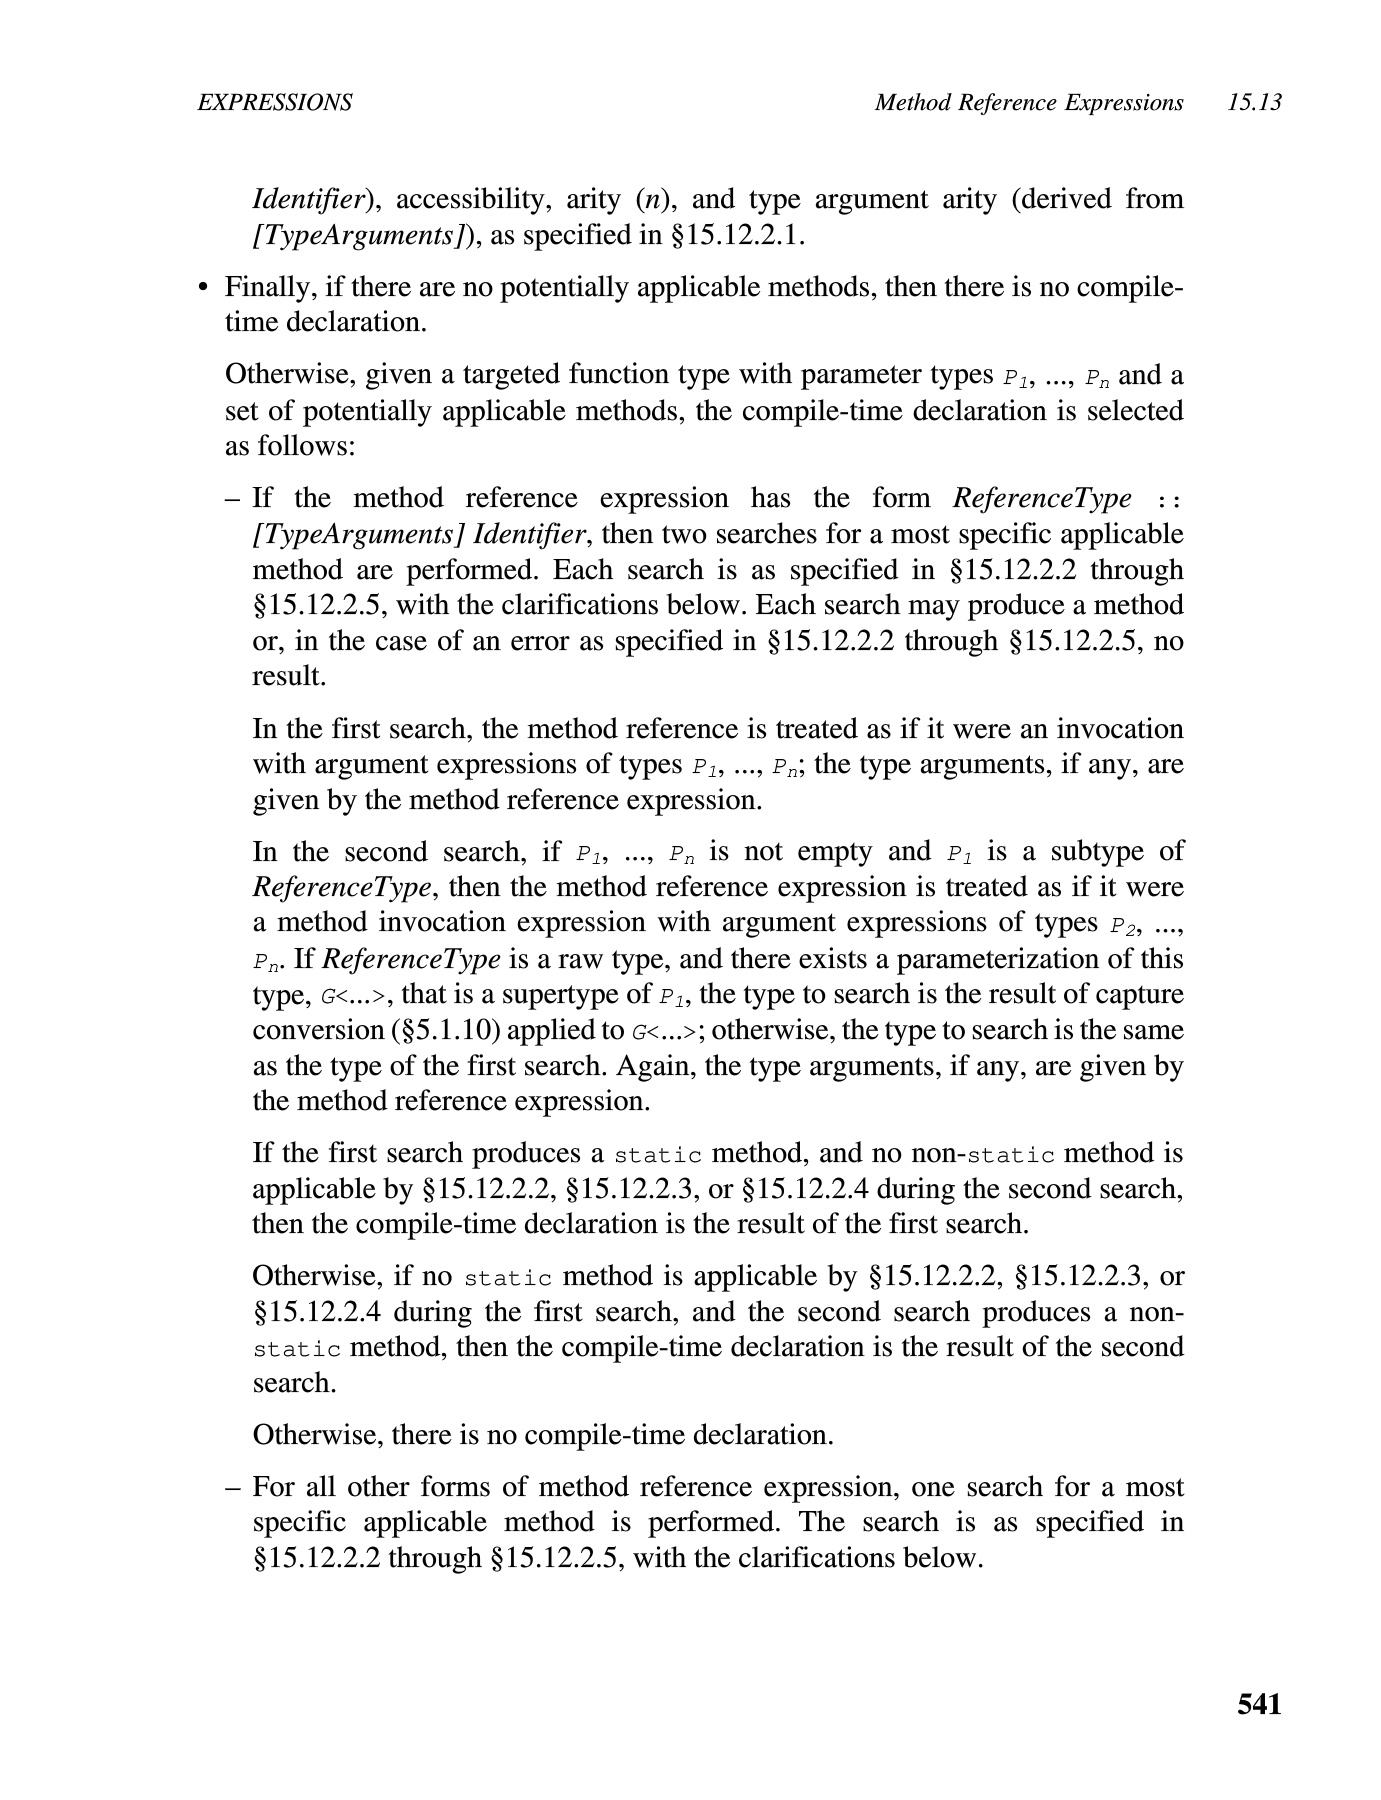 EXPRESSIONS Method Reference Expressions 15.13
Identifier), accessibility, arity (n), and type argument arity (derived from
[TypeArguments]), as specified in §15.12.2.1.
• Finally, if there are no potentially applicable methods, then there is no compile-
time declaration.
Otherwise, given a targeted function type with parameter types P1, ..., Pn and a
set of potentially applicable methods, the compile-time declaration is selected
as follows:
– If the method reference expression has the form ReferenceType ::
[TypeArguments] Identifier, then two searches for a most specific applicable
method are performed. Each search is as specified in §15.12.2.2 through
§15.12.2.5, with the clarifications below. Each search may produce a method
or, in the case of an error as specified in §15.12.2.2 through §15.12.2.5, no
result.
In the first search, the method reference is treated as if it were an invocation
with argument expressions of types P1, ..., Pn; the type arguments, if any, are
given by the method reference expression.
In the second search, if P1, ..., Pn is not empty and P1 is a subtype of
ReferenceType, then the method reference expression is treated as if it were
a method invocation expression with argument expressions of types P2, ...,
Pn. If ReferenceType is a raw type, and there exists a parameterization of this
type, G<...>, that is a supertype of P1, the type to search is the result of capture
conversion (§5.1.10) applied to G<...>; otherwise, the type to search is the same
as the type of the first search. Again, the type arguments, if any, are given by
the method reference expression.
If the first search produces a static method, and no non-static method is
applicable by §15.12.2.2, §15.12.2.3, or §15.12.2.4 during the second search,
then the compile-time declaration is the result of the first search.
Otherwise, if no static method is applicable by §15.12.2.2, §15.12.2.3, or
§15.12.2.4 during the first search, and the second search produces a non-
static method, then the compile-time declaration is the result of the second
search.
Otherwise, there is no compile-time declaration.
– For all other forms of method reference expression, one search for a most
specific applicable method is performed. The search is as specified in
§15.12.2.2 through §15.12.2.5, with the clarifications below.
541